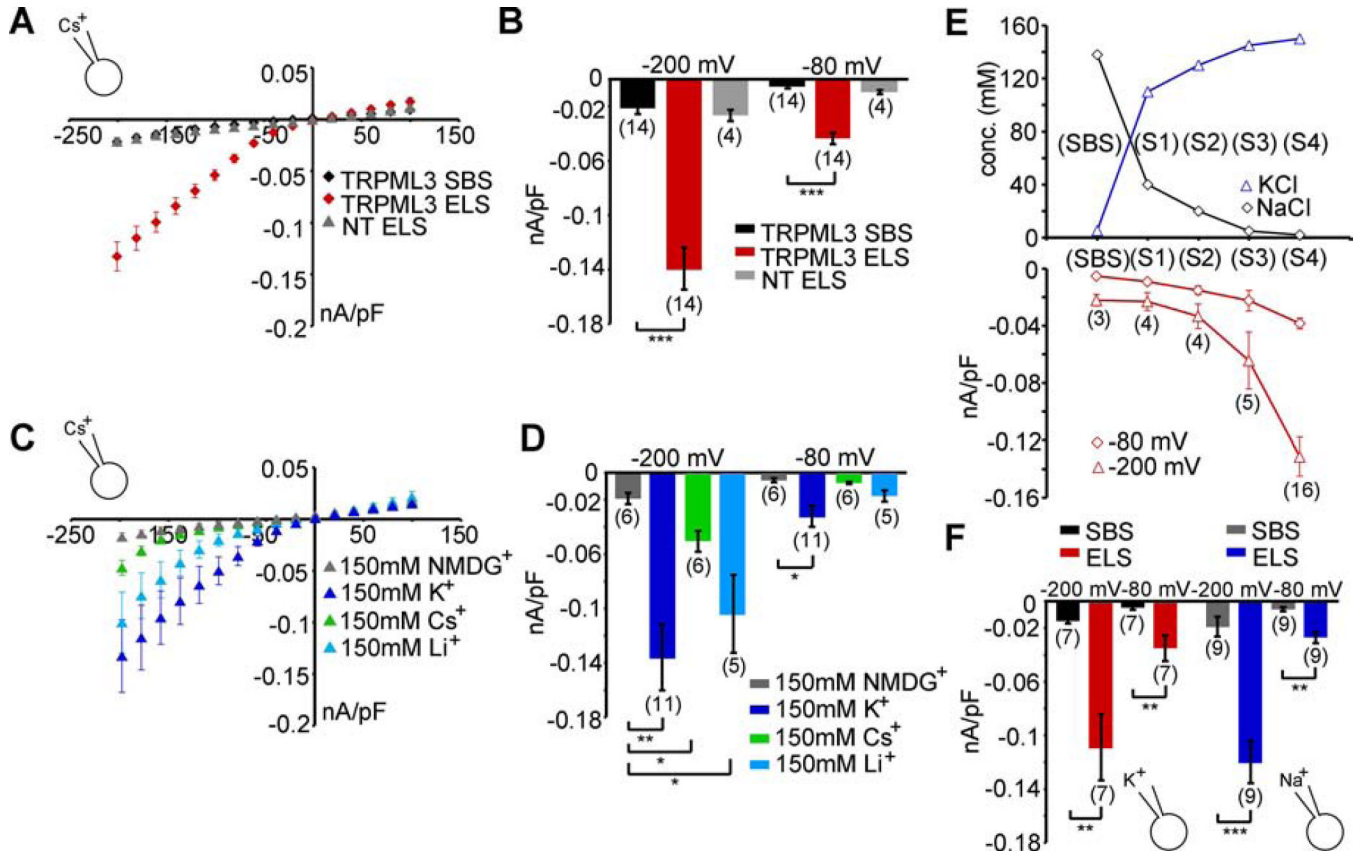 A
Cs+
0.05
-250
-150
-50
50
100
150
-0.05
-0.1
-0.15
-0.2
nA/pF
TRPML3 SBS
TRPML3 ELS
NT ELS
B
-200 mV
-80 mV
0
-0.02
-0.06
-0.1
-0.14
-0.18
nA/pF
(14)
(14)
(4)
(14)
(14)
(4)
***
***
TRPML3 SBS
TRPML3 ELS
NT ELS
C
Cs+
0.05
-250
-150
-50
50
150
-0.05
-0.1
-0.15
-0.2
nA/pF
150mM NMDG+
150mM K+
150mM Cs+
150mM Li+
D
-200 mV
-80 mV
0
-0.02
-0.06
-0.1
-0.14
-0.18
nA/pF
(6)
(11)
(6)
(5)
(6)
(11)
(6)
(5)
**
*
*
*
150mM NMDG+
150mM K+
150mM Cs+
150mM Li+
E
160
120
80
40
0
conc. (mM)
(SBS)
(S1)
(S2)
(S3)
(S4)
KCl
NaCl
(SBS)
(S1)
(S2)
(S3)
(S4)
0
-0.04
-0.08
-0.12
-0.16
nA/pF
(3)
(4)
(4)
(5)
(16)
-80 mV
-200 mV
F
SBS
ELS
SBS
ELS
-200 mV
-80 mV
-200 mV
-80 mV
0
-0.02
-0.06
-0.1
-0.14
-0.18
nA/pF
(7)
(7)
(7)
(7)
(9)
(9)
(9)
(9)
**
**
***
**
K+
Na+